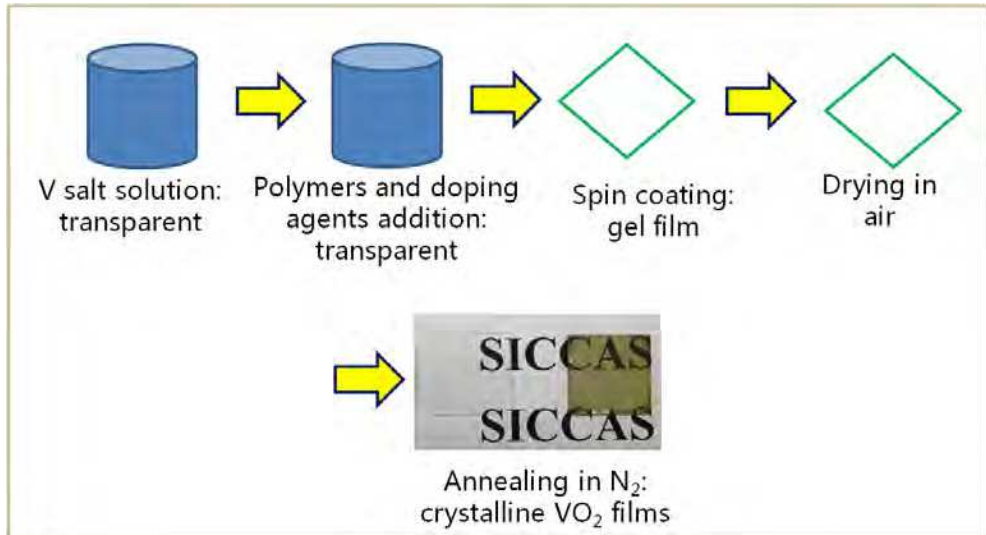 V salt solution:
transparent
Polymers and doping
agents addition:
transparent
Spin coating:
gel film
Drying in
air
SICCAS
SICCAS
Annealing in N₂:
crystalline VO₂ films